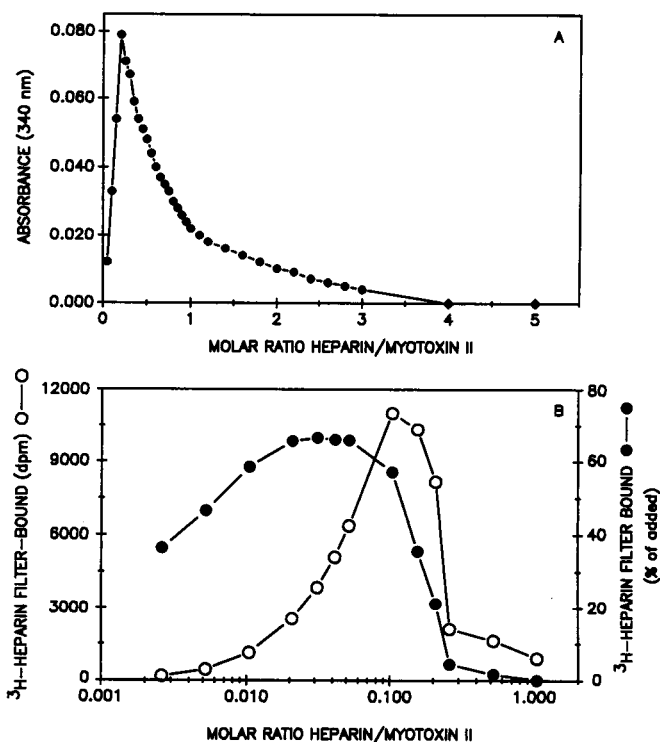 A
ABSORBANCE (340 nm)
0.080
0.060
0.040
0.020
0.000
0 1 2 3 4 5
MOLAR RATIO HEPARIN/MYOTOXIN II
B
³H-HEPARIN FILTER-BOUND (dpm) O—O
12000
9000
6000
3000
0
80
60
40
20
0
³H-HEPARIN FILTER BOUND ●—●
(% of added)
0.001 0.010 0.100 1.000
MOLAR RATIO HEPARIN/MYOTOXIN II